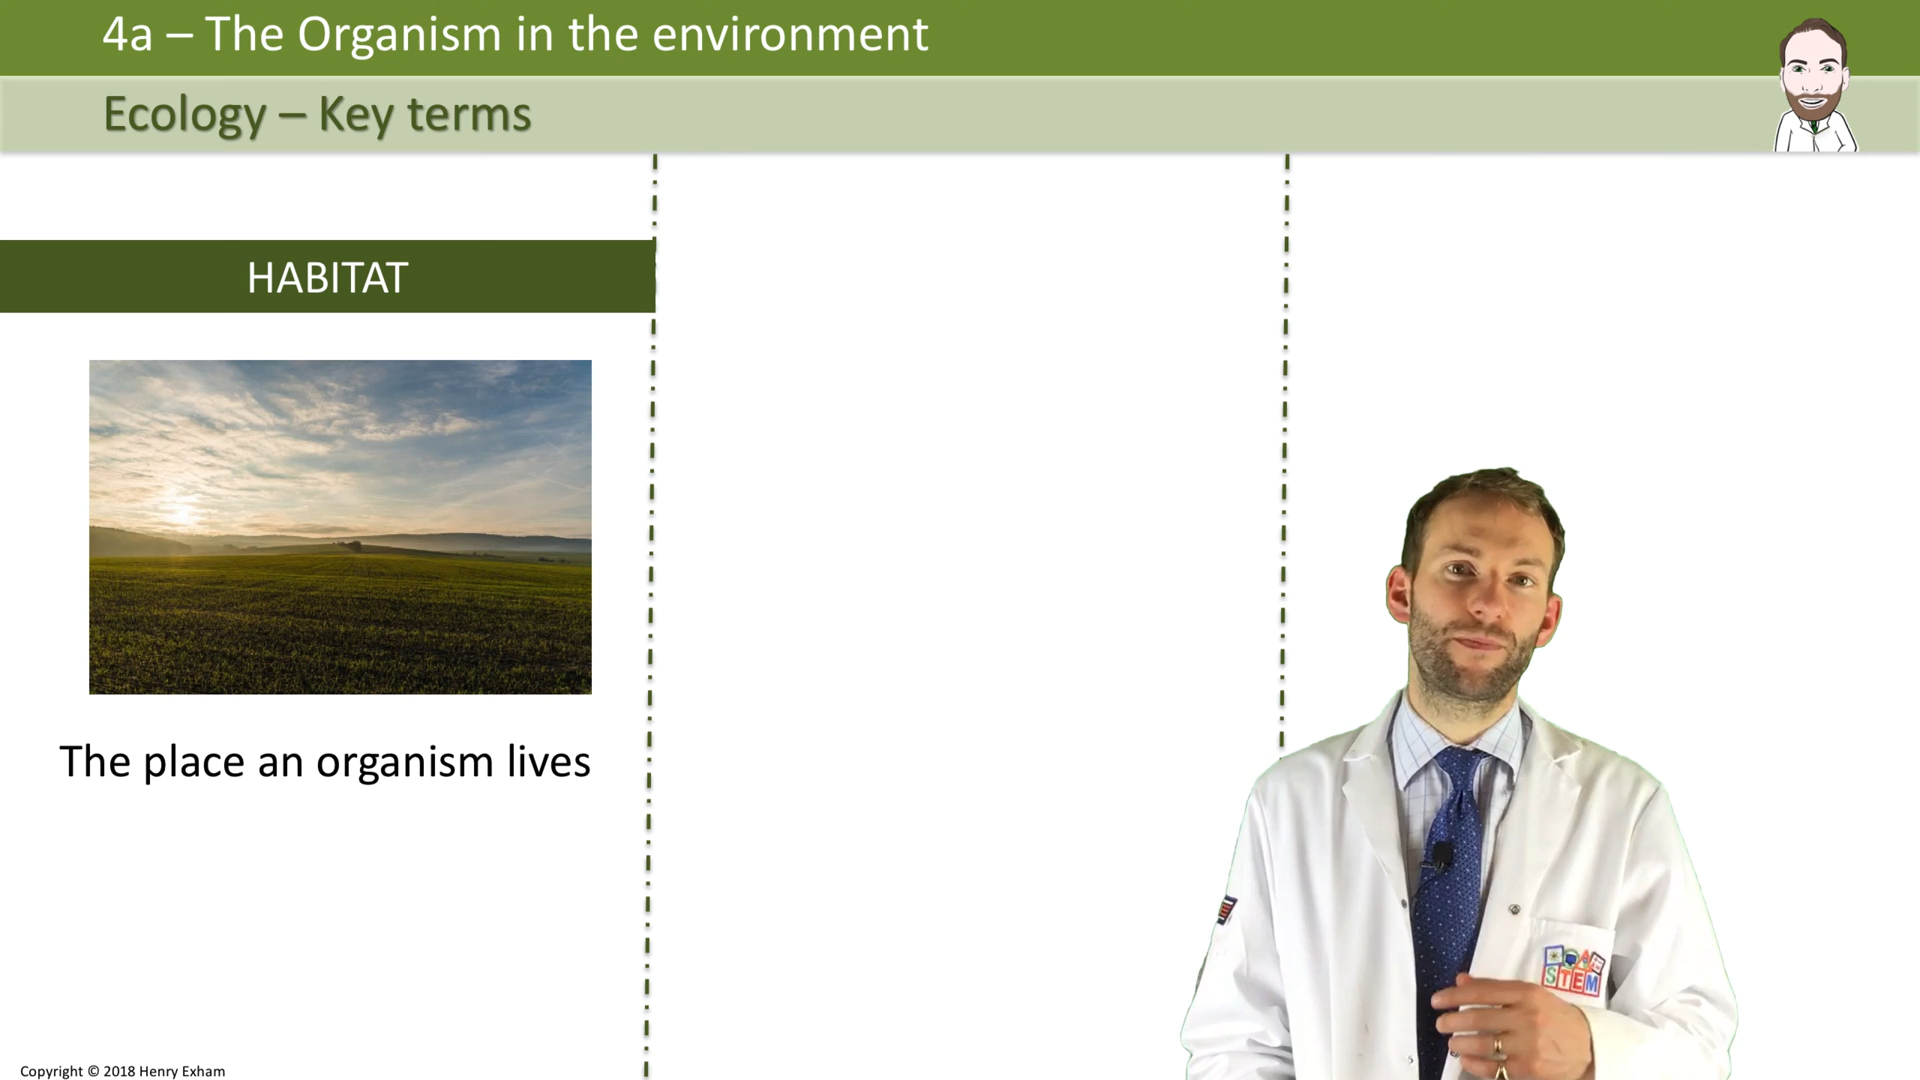 4a – The Organism in the environment
Ecology – Key terms
HABITAT
The place an organism lives
STEM
Copyright © 2018 Henry Exham